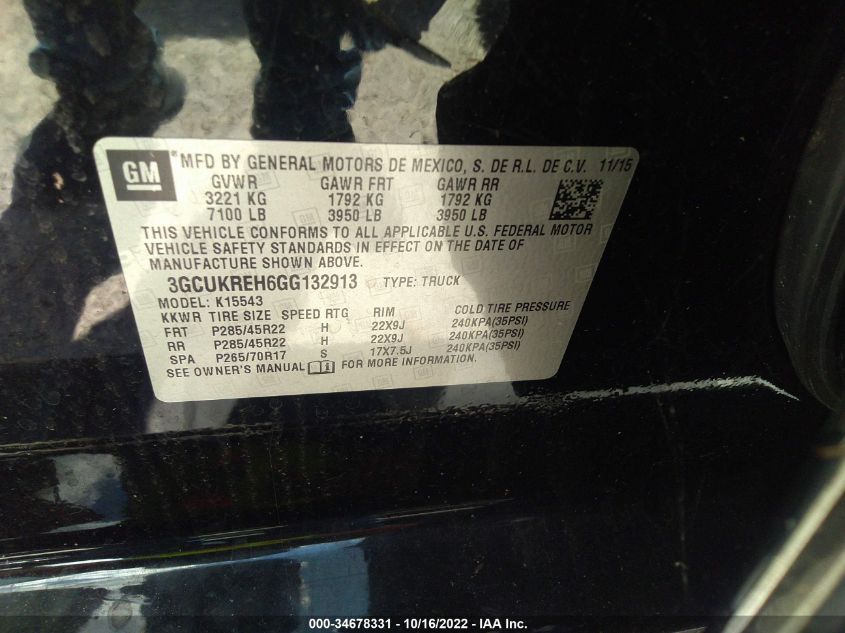 GM
MFD BY GENERAL MOTORS DE MEXICO, S. DE R.L. DE C.V. 11/15
GVWR GAWR FRT GAWR RR
3221 KG 1792 KG 1792 KG
7100 LB 3950 LB 3950 LB
THIS VEHICLE CONFORMS TO ALL APPLICABLE U.S. FEDERAL MOTOR
VEHICLE SAFETY STANDARDS IN EFFECT ON THE DATE OF
MANUFACTURE SHOWN ABOVE.
3GCUKREH6GG132913 TYPE: TRUCK
MODEL: K15543
KKWR TIRE SIZE SPEED RTG RIM COLD TIRE PRESSURE
FRT P285/45R22 H 22X9J 240KPA(35PSI)
RR P285/45R22 H 22X9J 240KPA(35PSI)
SPA P265/70R17 S 17X7.5J 240KPA(35PSI)
SEE OWNER'S MANUAL FOR MORE INFORMATION.
000-34678331 - 10/16/2022 - IAA Inc.